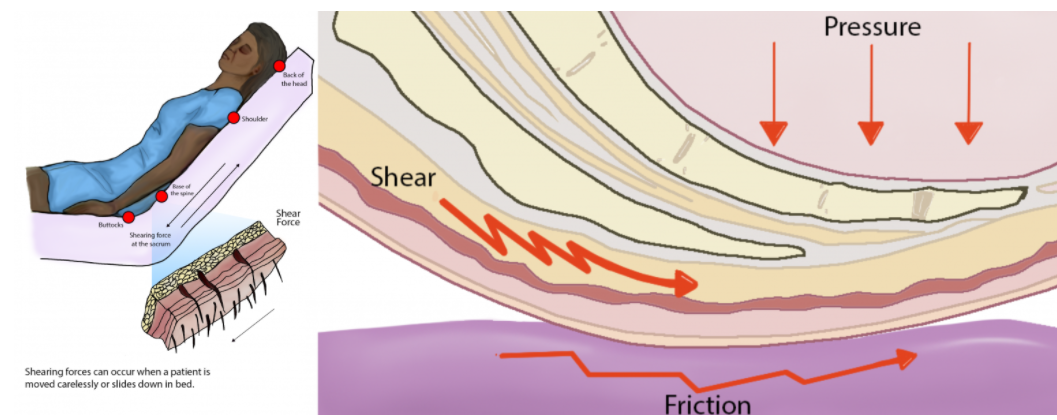 Back of
the head
Shoulder
Base of
the spine
Buttocks
Shearing force
at the sacrum
Shear
Force
Shearing forces can occur when a patient is
moved carelessly or slides down in bed.
Pressure
Shear
Friction